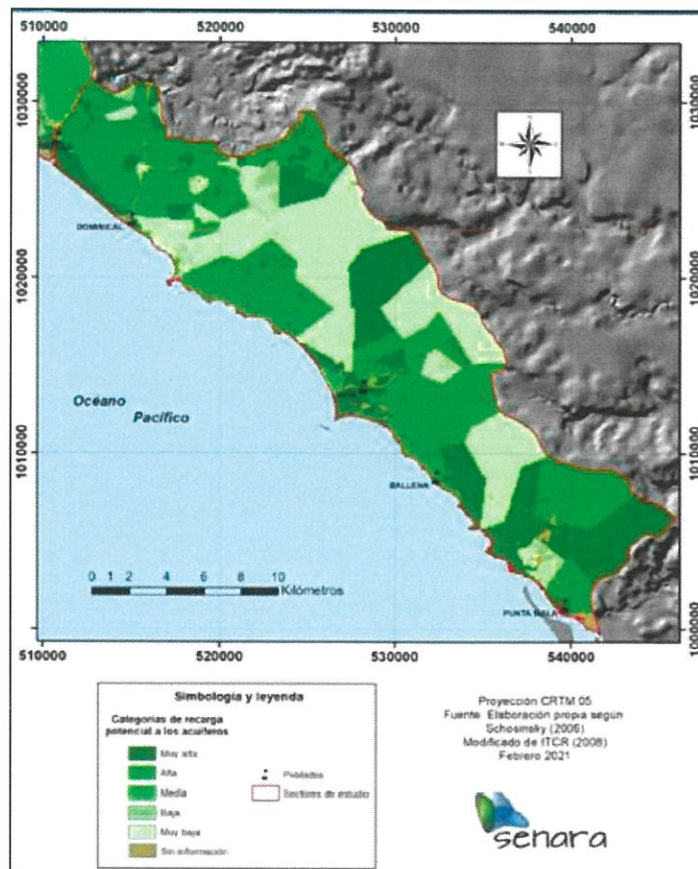 510000 520000 530000 540000
1030000 1030000
DOMINICAL
1020000 1020000
Océano
Pacífico
1010000 1010000
BALLENA
0 1 2 4 6 8 10
Kilómetros
PUNTA MALA
1000000
510000 520000 530000 540000
Simbología y leyenda
Categorías de recarga
potencial a los acuíferos
Muy alta
Alta
Media
Baja
Muy baja
Sin información
Poblados
Sectores de estudio
Proyección CRTM 05
Fuente Elaboración propia según
Schosinsky (2006)
Modificado de ITCR (2008)
Febrero 2021
senara